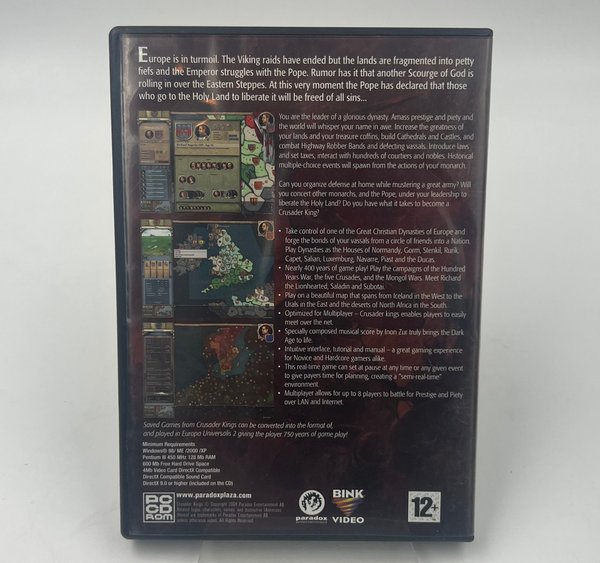 Europe is in turmoil. The Viking raids have ended but the lands are fragmented into petty
fiefs and the Emperor struggles with the Pope. Rumor has it that another Scourge of God is
rolling in over the Eastern Steppes. At this very moment the Pope has declared that those
who go to the Holy Land to liberate it will be freed of all sins...
You are the leader of a glorious dynasty. Amass prestige and piety and
the world will whisper your name in awe. Increase the greatness of
your lands and your treasure coffins, build Cathedrals and Castles, and
combat Highway Robber Bands and defecting vassals. Introduce laws
and set taxes, interact with hundreds of courtiers and nobles. Historical
multiple-choice events will spawn from the actions of your monarch.
Can you organize defense at home while mustering a great army? Will
you concert other monarchs, and the Pope, under your leadership to
liberate the Holy Land? Do you have what it takes to become a
Crusader King?
• Take control of one of the Great Christian Dynasties of Europe and
forge the bonds of your vassals from a circle of friends into a Nation.
Play Dynasties as the Houses of Normandy, Gorm, Stenkil, Rurik,
Capet, Salian, Luxemburg, Navarre, Piast and the Ducas.
• Nearly 400 years of game play! Play the campaigns of the Hundred
Years War, the five Crusades, and the Mongol Wars. Meet Richard
the Lionhearted, Saladin and Subotai.
• Play on a beautiful map that spans from Iceland in the West to the
Urals in the East and the deserts of North Africa in the South.
• Optimized for Multiplayer – Crusader kings enables players to easily
meet over the net.
• Specially composed musical score by Inon Zur truly brings the Dark
Age to life.
• Intuitive interface, tutorial and manual – a great gaming experience
for Novice and Hardcore gamers alike.
• This real-time game can set at pause at any time or any given event
to give payers time for planning, creating a "semi-real-time"
environment
• Multiplayer allows for up to 8 players to battle for Prestige and Piety
over LAN and Internet.
Saved Games from Crusader Kings can be converted into the format of,
and played in Europa Universalis 2 giving the player 750 years of game play!
Minimum Requirements
Windows® 98/ ME /2000 /XP
Pentium III 450 MHz 128 Mb RAM
600 Mb Free Hard Drive Space
4Mb Video Card DirectX Compatible
DirectX Compatible Sound Card
DirectX 9.0 or higher (included on the CD)
PC
CD
ROM
www.paradoxplaza.com
Crusader Kings © Copyright 2004 Paradox Entertainment AB.
paradox
BINK
VIDEO
12+